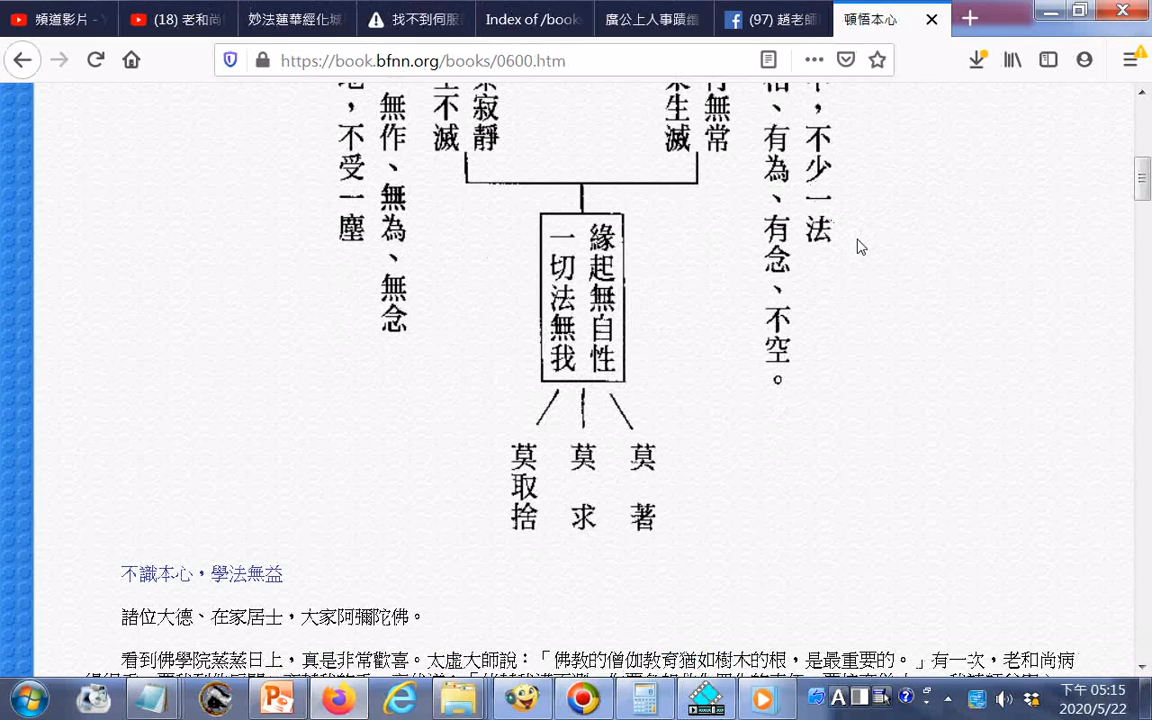 頻道影片 - Y
(18) 老和尚
妙法蓮華經化城
找不到伺服
Index of /book
廣公上人事蹟
(97) 趙老師
頓悟本心
https://book.bfnn.org/books/0600.htm
不少一法
、有為、有念、不空。
無常
生滅
寂靜
不滅
無作、無為、無念
，不受一塵
緣起無自性
一切法無我
莫著
莫求
莫取捨
不識本心，學法無益
諸位大德、在家居士，大家阿彌陀佛。
看到佛學院蒸蒸日上，真是非常歡喜。太虛大師說：「佛教的僧伽教育猶如樹木的根，是最重要的。」有一次，老和尚病
下午 05:15
2020/5/22